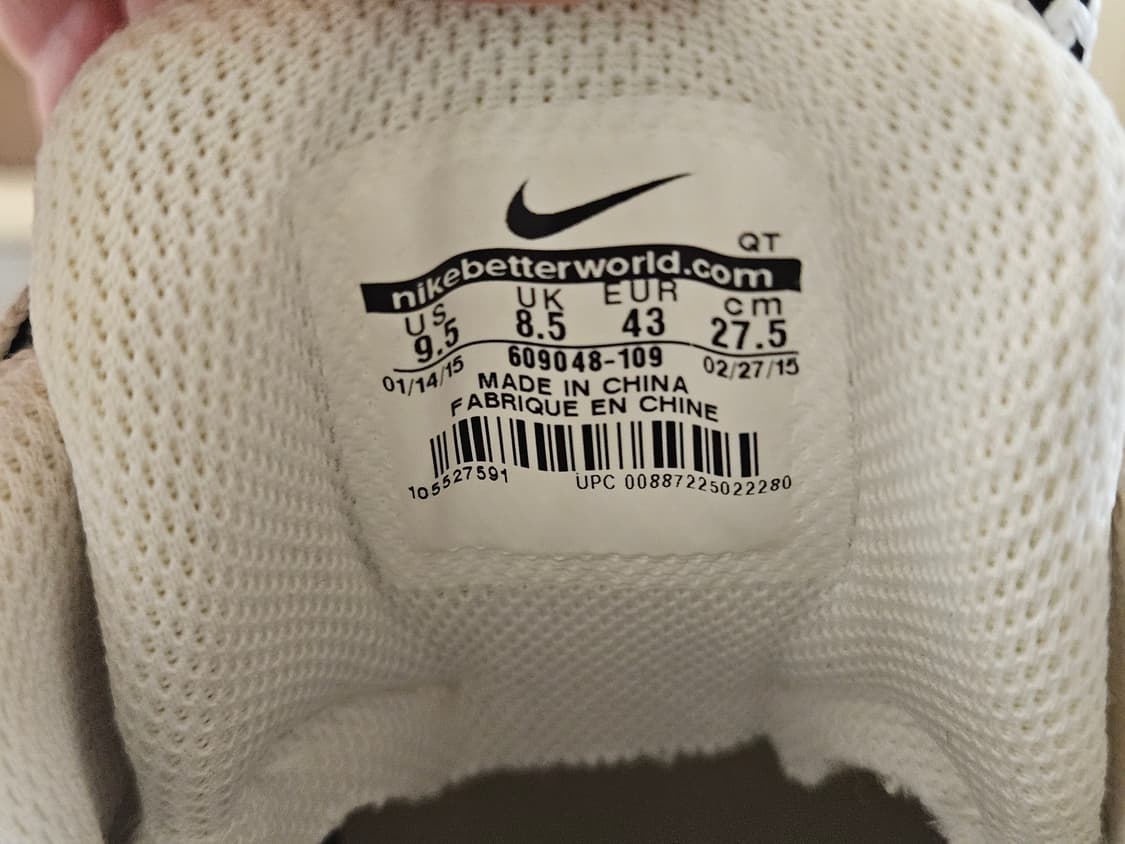 QT
nikebetterworld.com
US UK EUR cm
9.5 8.5 43 27.5
01/14/15 609048-109 02/27/15
MADE IN CHINA
FABRIQUE EN CHINE
105527591 UPC 00887225022280